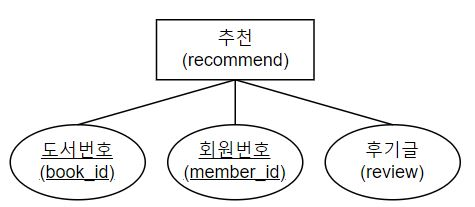 추천
(recommend)
도서번호
(book_id)
회원번호
(member_id)
후기글
(review)